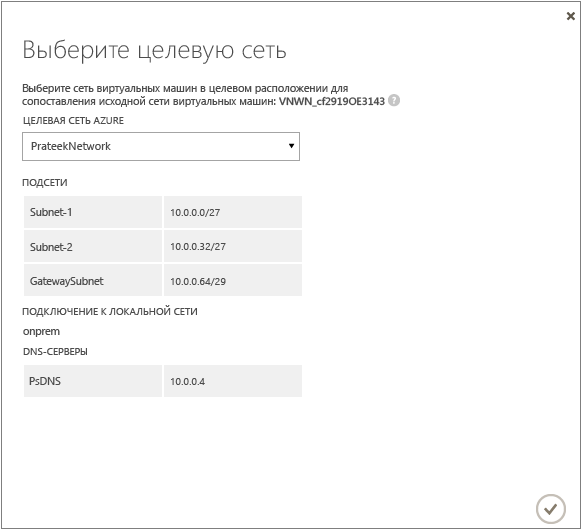 Выберите целевую сеть
Выберите сеть виртуальных машин в целевом расположении для
сопоставления исходной сети виртуальных машин: VNWN_cf2919OE3143 ?
ЦЕЛЕВАЯ СЕТЬ AZURE
PrateekNetwork
ПОДСЕТИ
Subnet-1 10.0.0.0/27
Subnet-2 10.0.0.32/27
GatewaySubnet 10.0.0.64/29
ПОДКЛЮЧЕНИЕ К ЛОКАЛЬНОЙ СЕТИ
onprem
DNS-СЕРВЕРЫ
PsDNS 10.0.0.4